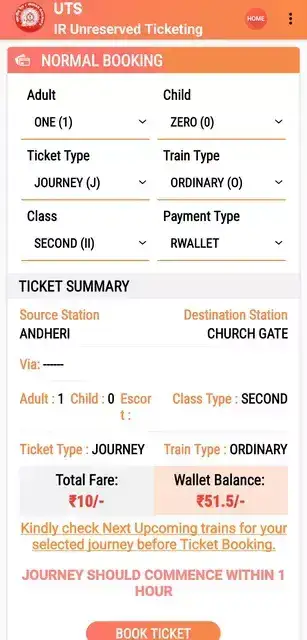 UTS
IR Unreserved Ticketing
HOME
NORMAL BOOKING
Adult Child
ONE (1) ZERO (0)
Ticket Type Train Type
JOURNEY (J) ORDINARY (O)
Class Payment Type
SECOND (II) RWALLET
TICKET SUMMARY
Source Station Destination Station
ANDHERI CHURCH GATE
Via: ------
Adult : 1 Child : 0 Escor Class Type : SECOND
t :
Ticket Type : JOURNEY Train Type : ORDINARY
Total Fare: Wallet Balance:
₹10/- ₹51.5/-
Kindly check Next Upcoming trains for your
selected journey before Ticket Booking.
JOURNEY SHOULD COMMENCE WITHIN 1
HOUR
BOOK TICKET